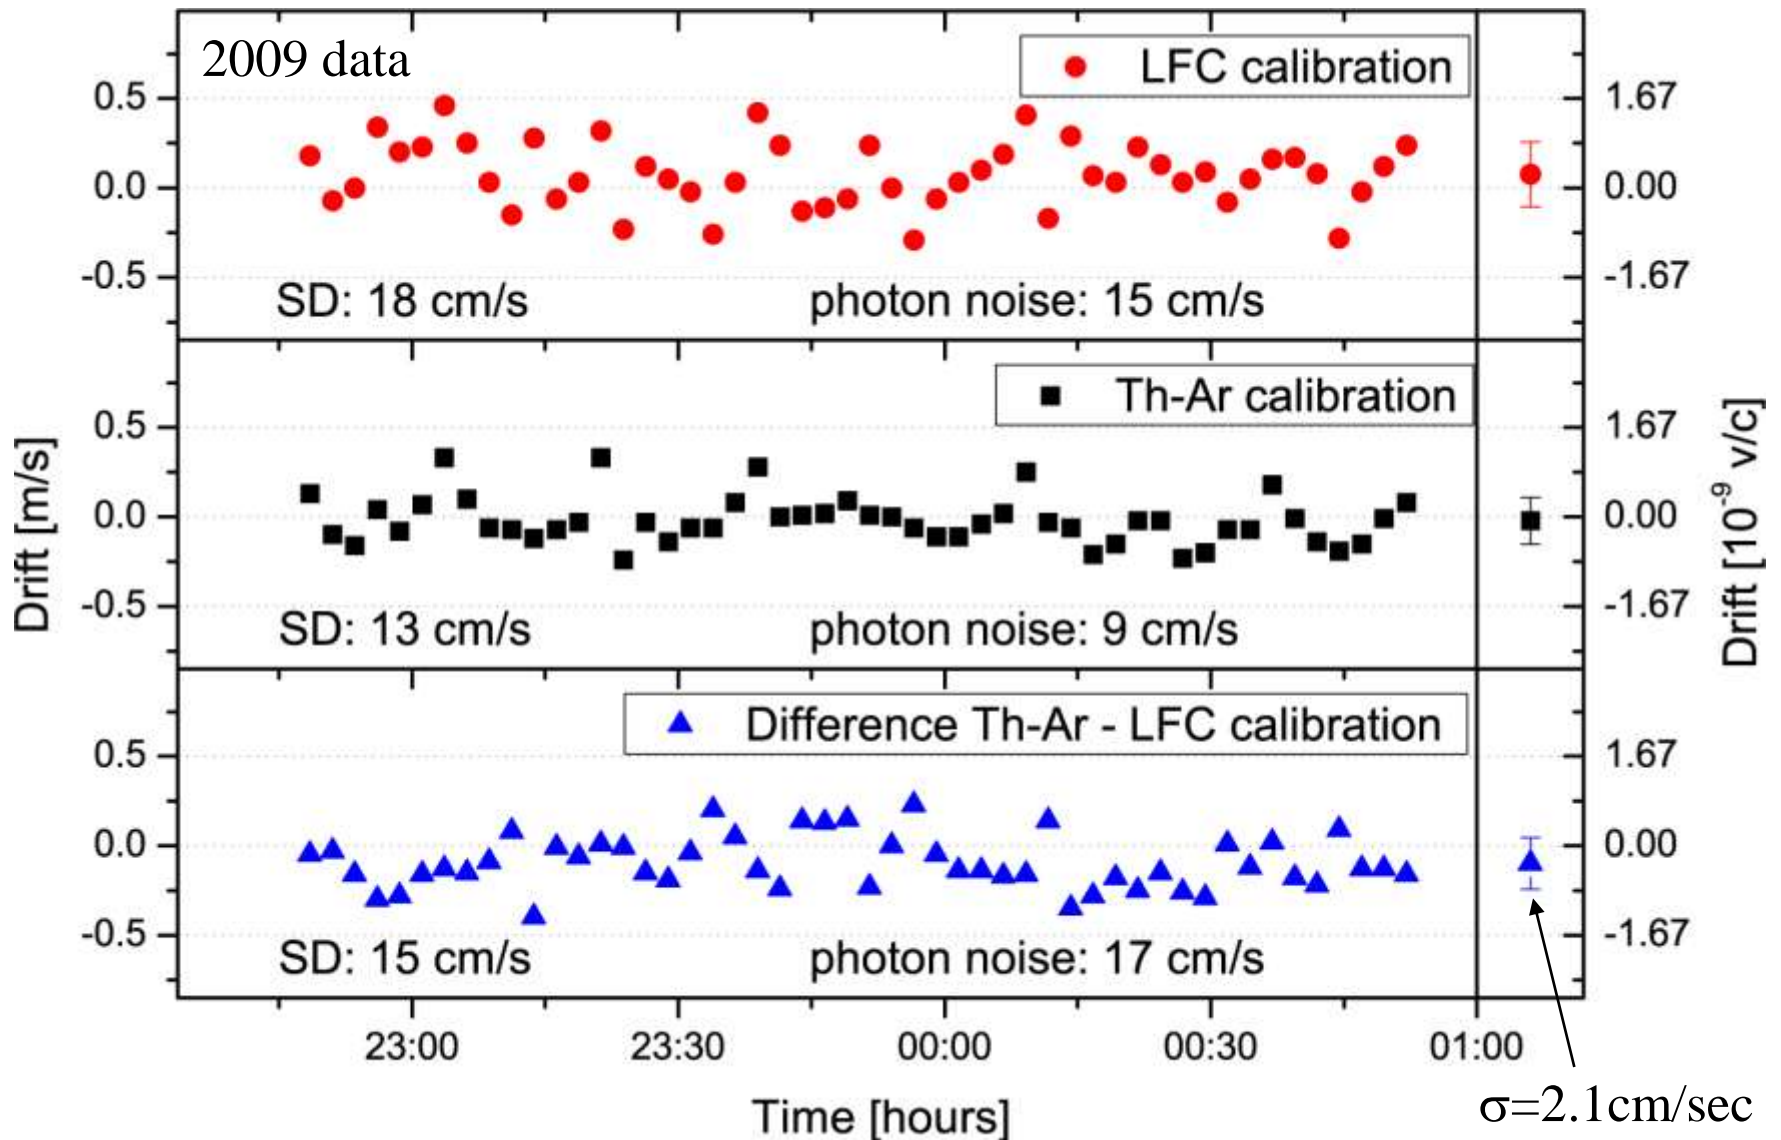 2009 data
LFC calibration
0.5
0.0
-0.5
1.67
0.00
-1.67
SD: 18 cm/s
photon noise: 15 cm/s
Th-Ar calibration
0.5
0.0
-0.5
1.67
0.00
-1.67
SD: 13 cm/s
photon noise: 9 cm/s
Drift [m/s]
Drift [10⁻⁹ v/c]
Difference Th-Ar - LFC calibration
0.5
0.0
-0.5
1.67
0.00
-1.67
SD: 15 cm/s
photon noise: 17 cm/s
23:00
23:30
00:00
00:30
01:00
Time [hours]
σ=2.1cm/sec